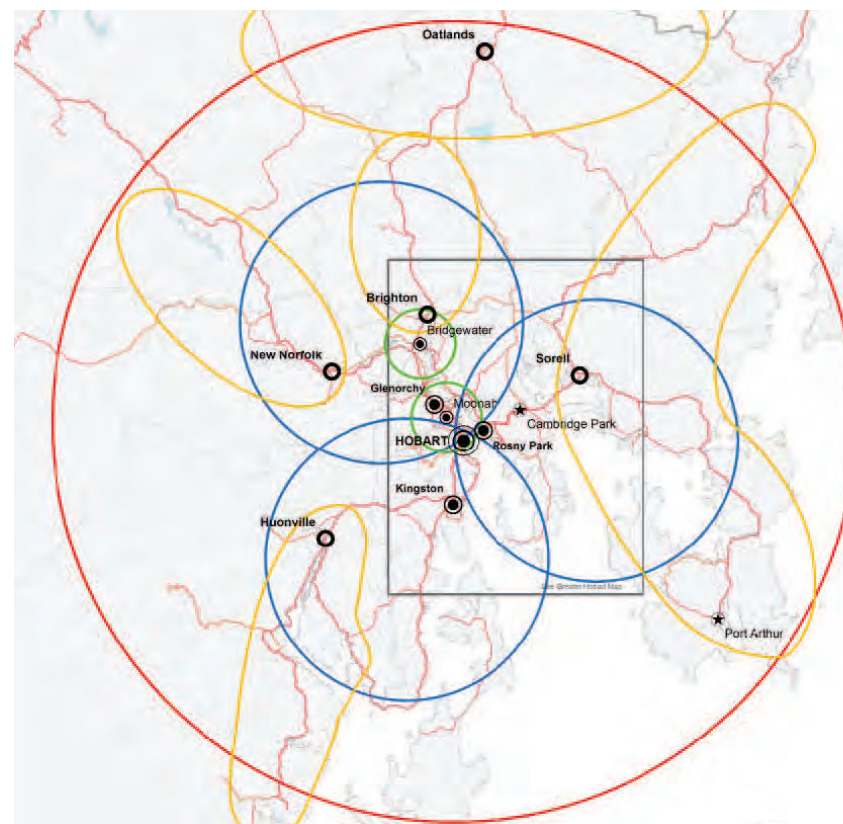 Oatlands
Brighton
Bridgewater
New Norfolk
Sorell
Glenorchy
Moonah
Cambridge Park
HOBART
Rosny Park
Kingston
Huonville
See Greater Hobart Map
Port Arthur